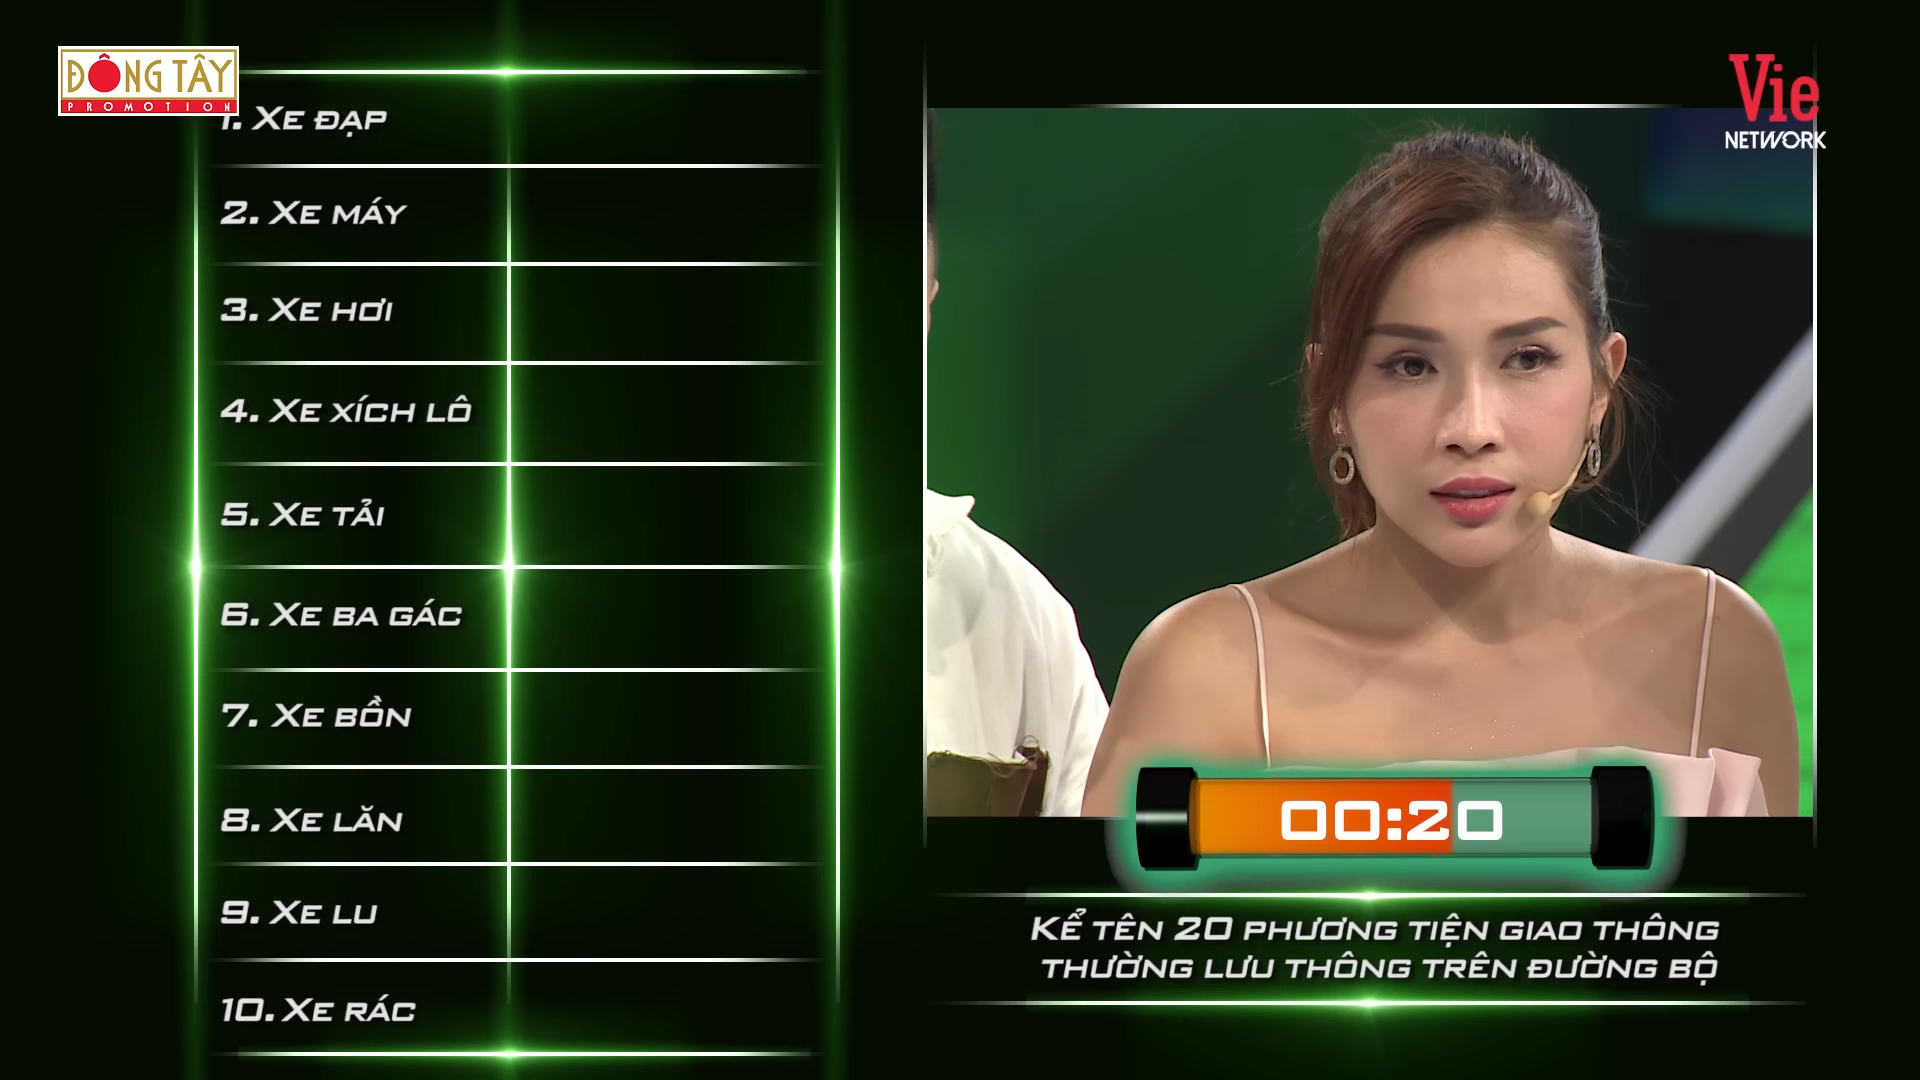 ĐÔNG TÂY
PROMOTION
Vie
NETWORK
1. XE ĐẠP
2. XE MÁY
3. XE HƠI
4. XE XÍCH LÔ
5. XE TẢI
6. XE BA GÁC
7. XE BỒN
8. XE LĂN
9. XE LU
10. XE RÁC
00:20
KỂ TÊN 20 PHƯƠNG TIỆN GIAO THÔNG
THƯỜNG LƯU THÔNG TRÊN ĐƯỜNG BỘ